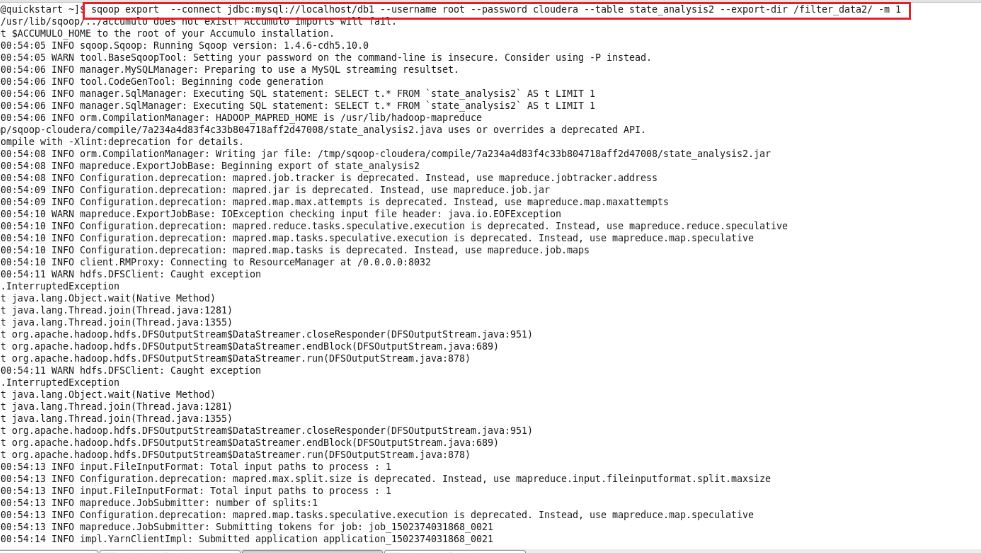 @quickstart ~]$ sqoop export  --connect jdbc:mysql://localhost/db1 --username root --password cloudera --table state_analysis2 --export-dir /filter_data2/ -m 1
/usr/lib/sqoop/../accumulo does not exist! Accumulo imports will fail.
t $ACCUMULO_HOME to the root of your Accumulo installation.
00:54:05 INFO sqoop.Sqoop: Running Sqoop version: 1.4.6-cdh5.10.0
00:54:05 WARN tool.BaseSqoopTool: Setting your password on the command-line is insecure. Consider using -P instead.
00:54:06 INFO manager.MySQLManager: Preparing to use a MySQL streaming resultset.
00:54:06 INFO tool.CodeGenTool: Beginning code generation
00:54:06 INFO manager.SqlManager: Executing SQL statement: SELECT t.* FROM `state_analysis2` AS t LIMIT 1
00:54:06 INFO manager.SqlManager: Executing SQL statement: SELECT t.* FROM `state_analysis2` AS t LIMIT 1
00:54:06 INFO orm.CompilationManager: HADOOP_MAPRED_HOME is /usr/lib/hadoop-mapreduce
p/sqoop-cloudera/compile/7a234a4d83f4c33b804718aff2d47008/state_analysis2.java uses or overrides a deprecated API.
ompile with -Xlint:deprecation for details.
00:54:08 INFO orm.CompilationManager: Writing jar file: /tmp/sqoop-cloudera/compile/7a234a4d83f4c33b804718aff2d47008/state_analysis2.jar
00:54:08 INFO mapreduce.ExportJobBase: Beginning export of state_analysis2
00:54:08 INFO Configuration.deprecation: mapred.job.tracker is deprecated. Instead, use mapreduce.jobtracker.address
00:54:09 INFO Configuration.deprecation: mapred.jar is deprecated. Instead, use mapreduce.job.jar
00:54:09 INFO Configuration.deprecation: mapred.map.max.attempts is deprecated. Instead, use mapreduce.map.maxattempts
00:54:10 WARN mapreduce.ExportJobBase: IOException checking input file header: java.io.EOFException
00:54:10 INFO Configuration.deprecation: mapred.reduce.tasks.speculative.execution is deprecated. Instead, use mapreduce.reduce.speculative
00:54:10 INFO Configuration.deprecation: mapred.map.tasks.speculative.execution is deprecated. Instead, use mapreduce.map.speculative
00:54:10 INFO Configuration.deprecation: mapred.map.tasks is deprecated. Instead, use mapreduce.job.maps
00:54:10 INFO client.RMProxy: Connecting to ResourceManager at /0.0.0.0:8032
00:54:11 WARN hdfs.DFSClient: Caught exception
.InterruptedException
t java.lang.Object.wait(Native Method)
t java.lang.Thread.join(Thread.java:1281)
t java.lang.Thread.join(Thread.java:1355)
t org.apache.hadoop.hdfs.DFSOutputStream$DataStreamer.closeResponder(DFSOutputStream.java:951)
t org.apache.hadoop.hdfs.DFSOutputStream$DataStreamer.endBlock(DFSOutputStream.java:689)
t org.apache.hadoop.hdfs.DFSOutputStream$DataStreamer.run(DFSOutputStream.java:878)
00:54:11 WARN hdfs.DFSClient: Caught exception
.InterruptedException
t java.lang.Object.wait(Native Method)
t java.lang.Thread.join(Thread.java:1281)
t java.lang.Thread.join(Thread.java:1355)
t org.apache.hadoop.hdfs.DFSOutputStream$DataStreamer.closeResponder(DFSOutputStream.java:951)
t org.apache.hadoop.hdfs.DFSOutputStream$DataStreamer.endBlock(DFSOutputStream.java:689)
t org.apache.hadoop.hdfs.DFSOutputStream$DataStreamer.run(DFSOutputStream.java:878)
00:54:13 INFO input.FileInputFormat: Total input paths to process : 1
00:54:13 INFO Configuration.deprecation: mapred.max.split.size is deprecated. Instead, use mapreduce.input.fileinputformat.split.maxsize
00:54:13 INFO input.FileInputFormat: Total input paths to process : 1
00:54:13 INFO mapreduce.JobSubmitter: number of splits:1
00:54:13 INFO Configuration.deprecation: mapred.map.tasks.speculative.execution is deprecated. Instead, use mapreduce.map.speculative
00:54:13 INFO mapreduce.JobSubmitter: Submitting tokens for job: job_1502374031868_0021
00:54:14 INFO impl.YarnClientImpl: Submitted application application_1502374031868_0021